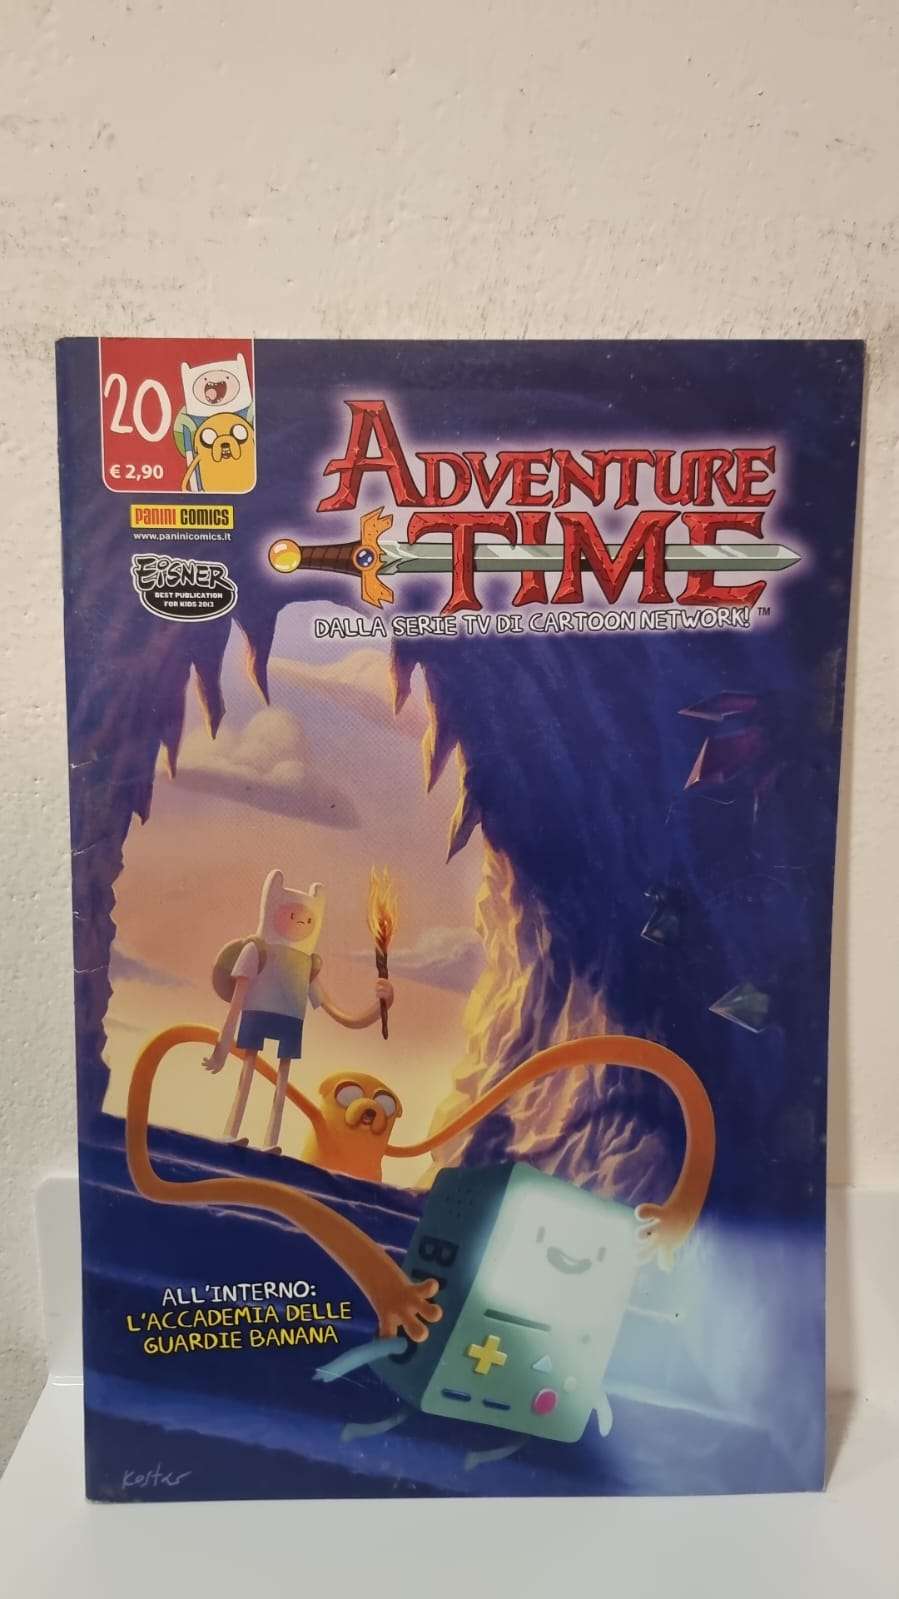 20
€ 2,90
PANINI COMICS
www.paninicomics.it
EISNER
BEST PUBLICATION
FOR KIDS 2013
ADVENTURE
TIME
TM
DALLA SERIE TV DI CARTOON NETWORK!
ALL'INTERNO:
L'ACCADEMIA DELLE
GUARDIE BANANA